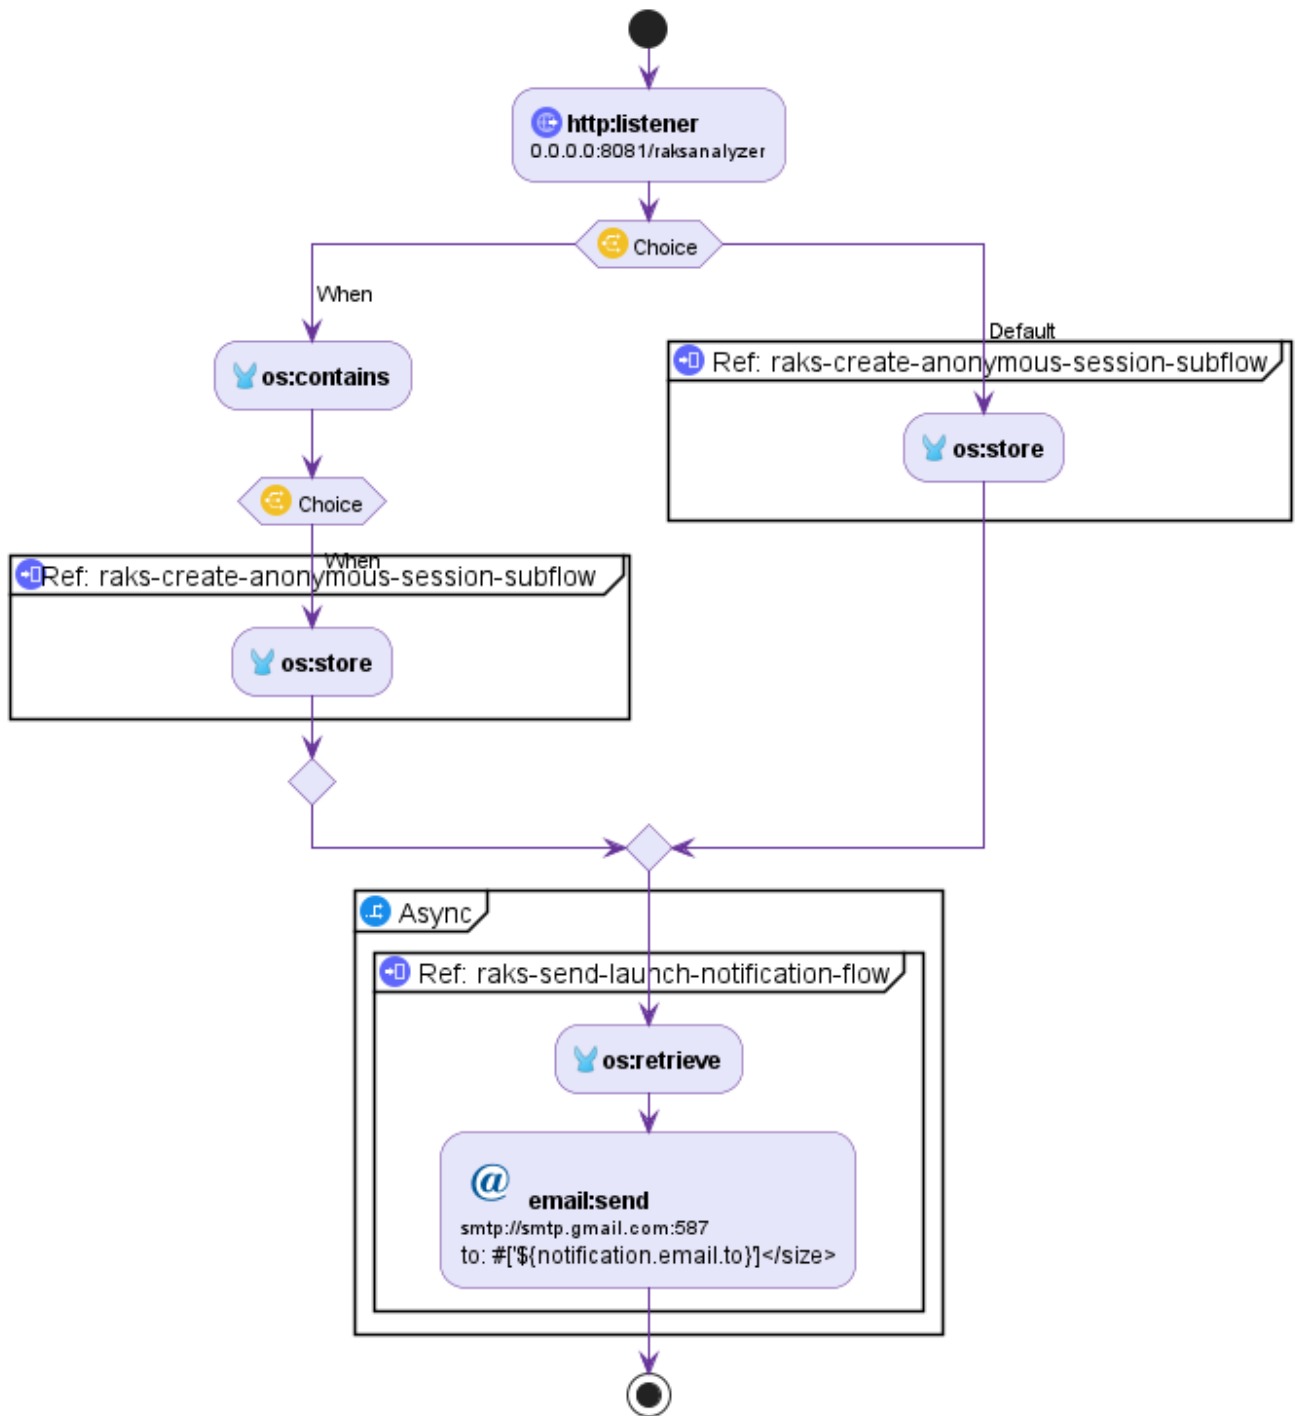 http:listener
0.0.0.0:8081/raksanalyzer
Choice
When
Default
os:contains
Ref: raks-create-anonymous-session-subflow
os:store
Choice
When
Ref: raks-create-anonymous-session-subflow
os:store
Async
Ref: raks-send-launch-notification-flow
os:retrieve
@
email:send
smtp://smtp.gmail.com:587
to: #['${notification.email.to}']</size>